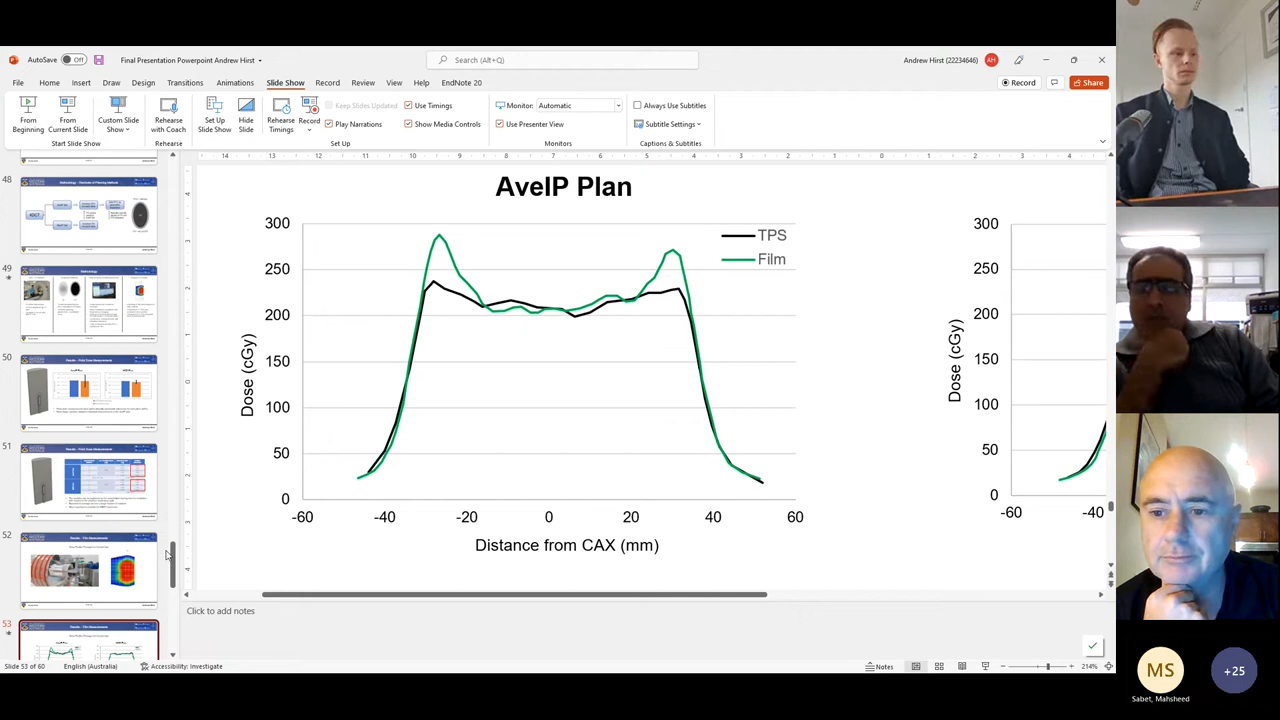 AutoSave Off Final Presentation Powerpoint Andrew Hirst Search (Alt+Q) Andrew Hirst (22234646) AH
File Home Insert Draw Design Transitions Animations Slide Show Record Review View Help EndNote 20 Record Share
From Beginning
From Current Slide
Custom Slide Show
Start Slide Show
Rehearse with Coach
Rehearse
Set Up Slide Show
Hide Slide
Rehearse Timings
Record
Keep Slides Updated
Play Narrations
Use Timings
Show Media Controls
Set Up
Monitor: Automatic
Use Presenter View
Monitors
Always Use Subtitles
Subtitle Settings
Captions & Subtitles
48
49
50
51
52
53
AveIP Plan
TPS
Film
Dose (cGy)
300
250
200
150
100
50
0
-60 -40 -20 0 20 40 60
Distance from CAX (mm)
Dose (cGy)
300
250
200
150
100
50
0
-60 -40
Click to add notes
Slide 53 of 60 English (Australia) Accessibility: Investigate Notes 214%
MS
Sabet, Mahsheed
+25